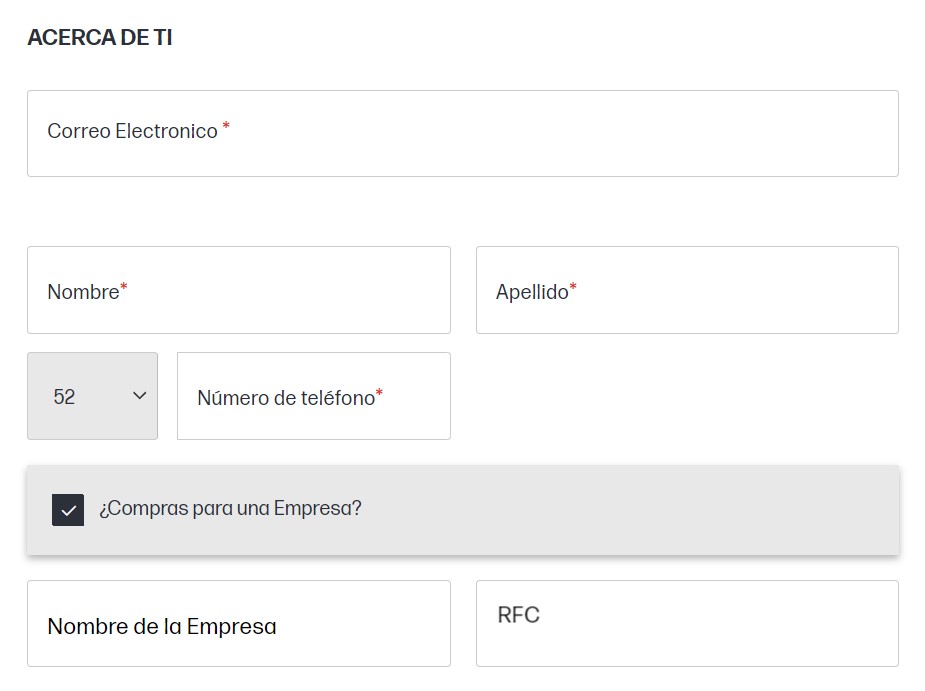 ACERCA DE TI
Correo Electronico *
Nombre*
Apellido*
52
Número de teléfono*
¿Compras para una Empresa?
Nombre de la Empresa
RFC